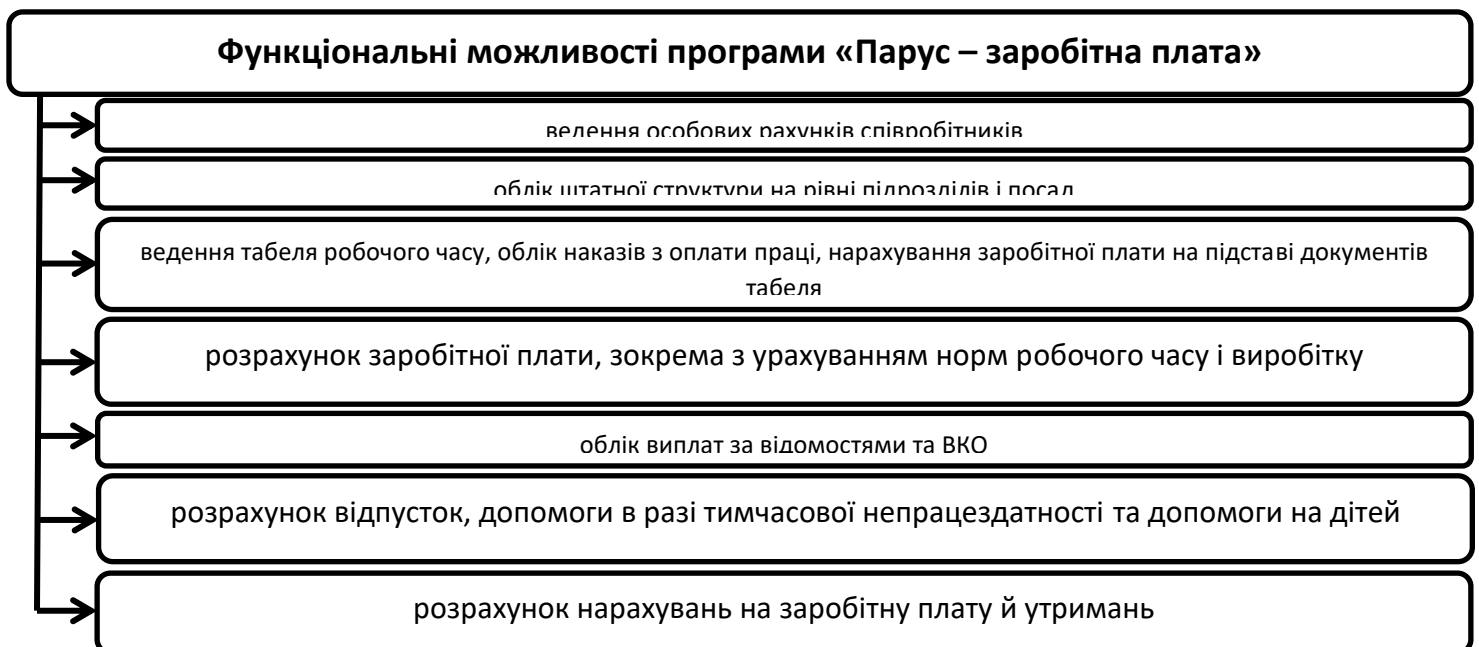 Функціональні можливості програми «Парус – заробітна плата»
ведення особових рахунків співробітників
облік штатної структури на рівні підрозділів і посад
ведення табеля робочого часу, облік наказів з оплати праці, нарахування заробітної плати на підставі документів
табеля
розрахунок заробітної плати, зокрема з урахуванням норм робочого часу і виробітку
облік виплат за відомостями та ВКО
розрахунок відпусток, допомоги в разі тимчасової непрацездатності та допомоги на дітей
розрахунок нарахувань на заробітну плату й утримань